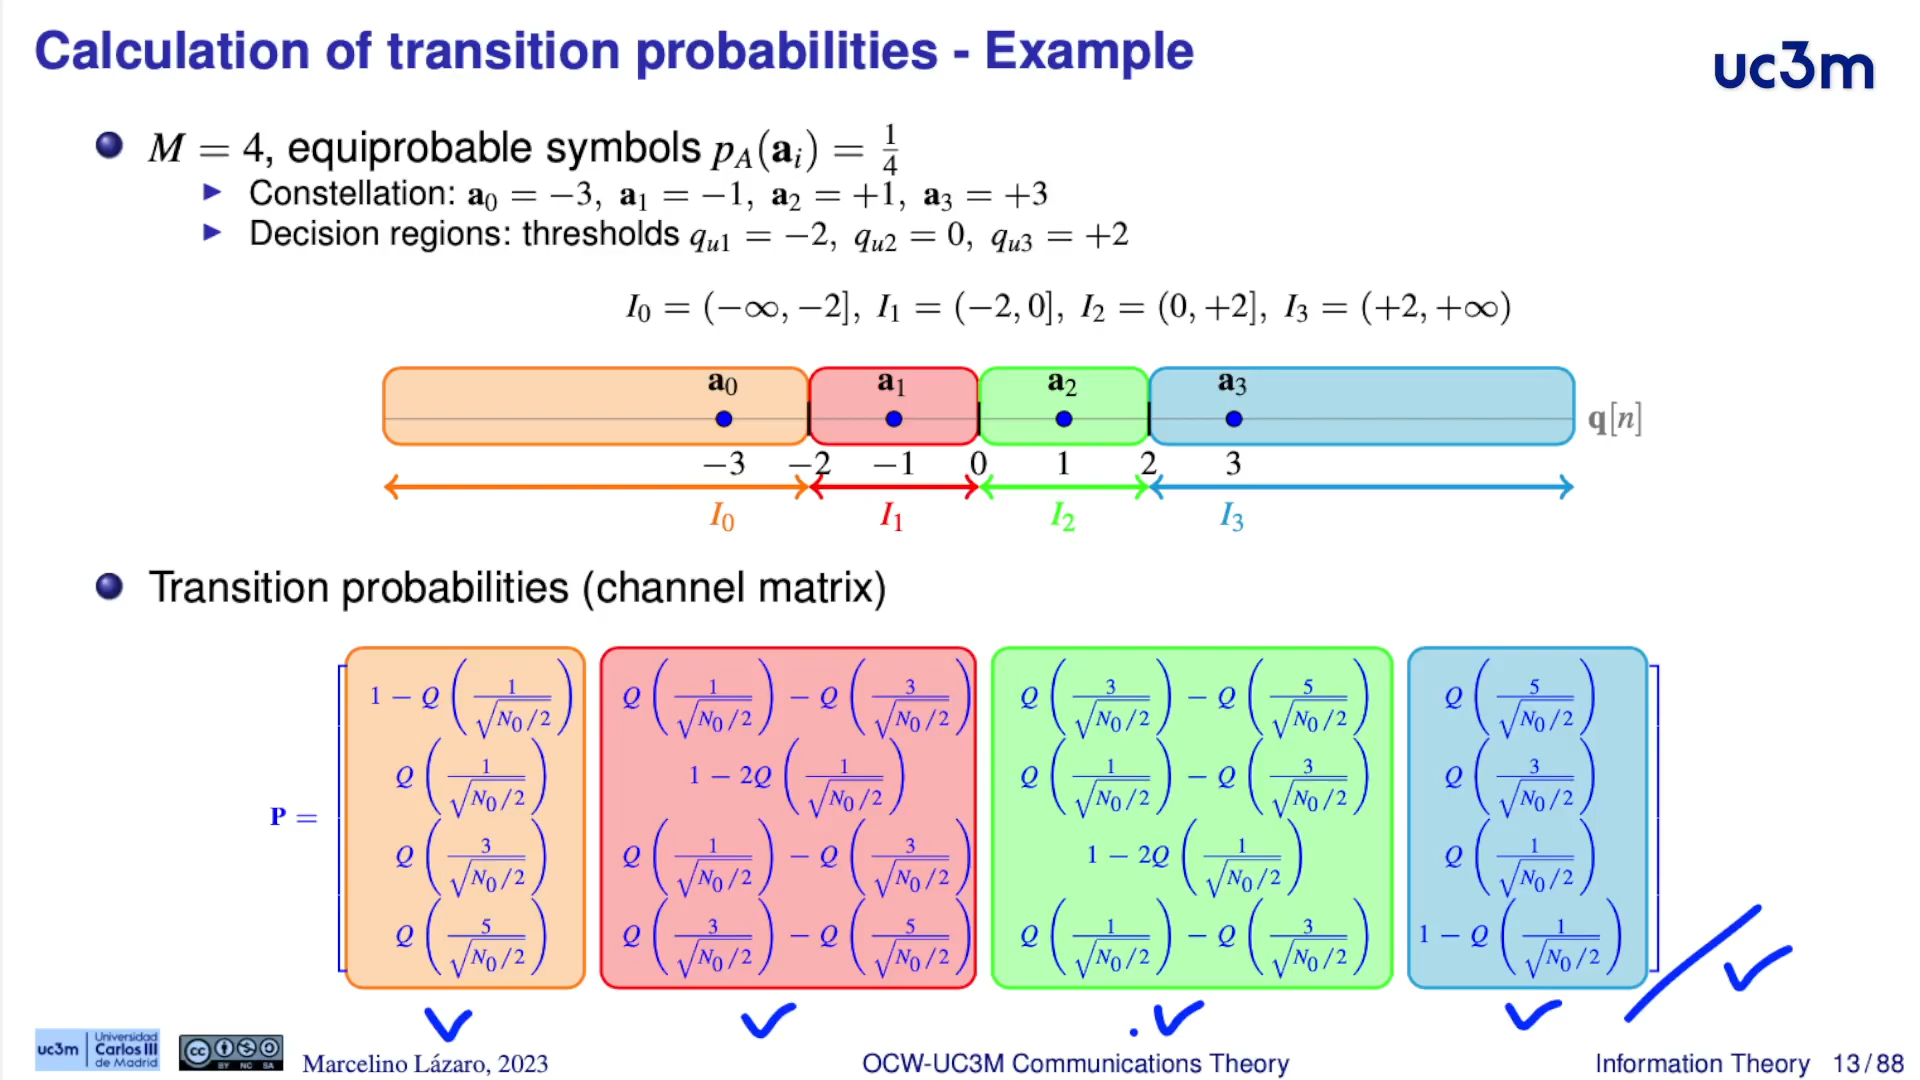 Calculation of transition probabilities - Example
uc3m
M = 4, equiprobable symbols p_A(a_i) = 1/4
Constellation: a_0 = −3, a_1 = −1, a_2 = +1, a_3 = +3
Decision regions: thresholds q_u1 = −2, q_u2 = 0, q_u3 = +2
I_0 = (−∞, −2], I_1 = (−2, 0], I_2 = (0, +2], I_3 = (+2, +∞)
a_0 a_1 a_2 a_3
q[n]
−3 −2 −1 0 1 2 3
I_0 I_1 I_2 I_3
Transition probabilities (channel matrix)
1 − Q(1/√(N_0/2)) Q(1/√(N_0/2)) − Q(3/√(N_0/2)) Q(3/√(N_0/2)) − Q(5/√(N_0/2)) Q(5/√(N_0/2))
Q(1/√(N_0/2)) 1 − 2Q(1/√(N_0/2)) Q(1/√(N_0/2)) − Q(3/√(N_0/2)) Q(3/√(N_0/2))
P =
Q(3/√(N_0/2)) Q(1/√(N_0/2)) − Q(3/√(N_0/2)) 1 − 2Q(1/√(N_0/2)) Q(1/√(N_0/2))
Q(5/√(N_0/2)) Q(3/√(N_0/2)) − Q(5/√(N_0/2)) Q(1/√(N_0/2)) − Q(3/√(N_0/2)) 1 − Q(1/√(N_0/2))
uc3m Universidad Carlos III de Madrid
cc BY NC SA
Marcelino Lázaro, 2023
OCW-UC3M Communications Theory
Information Theory 13/88